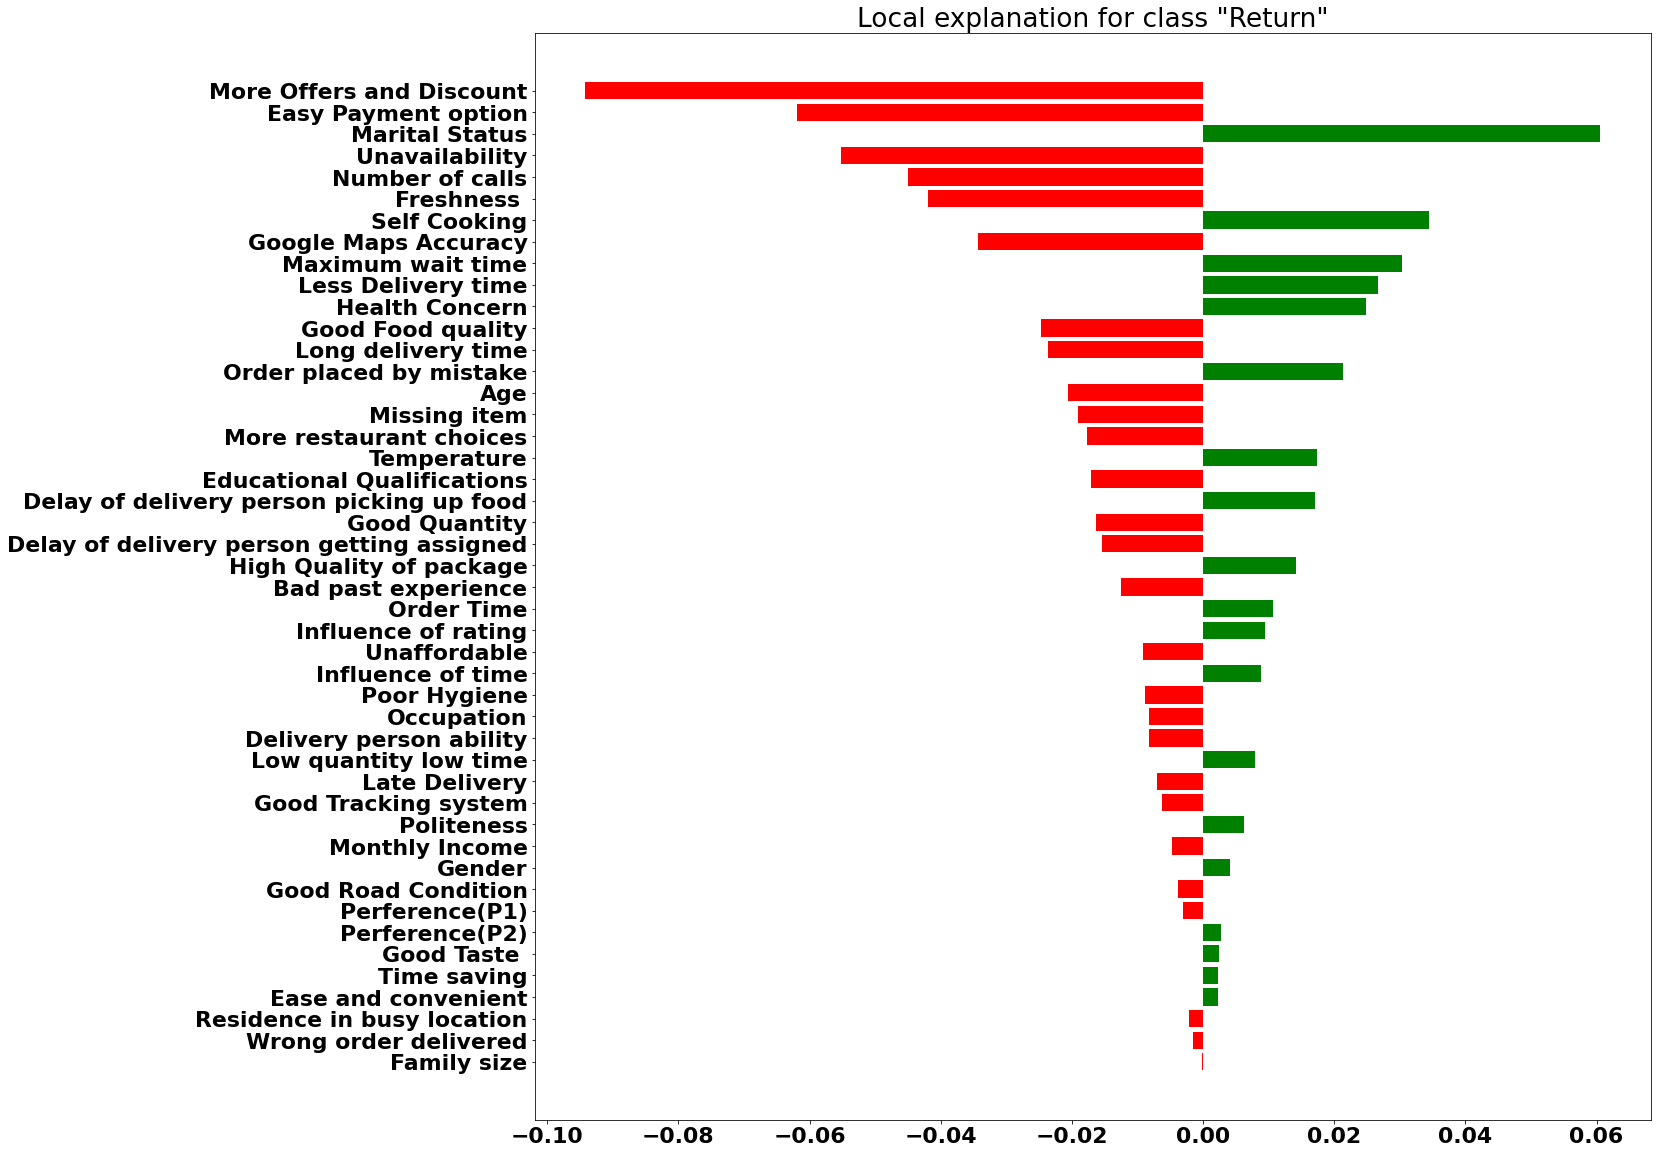 Local explanation for class "Return"
More Offers and Discount
Easy Payment option
Marital Status
Unavailability
Number of calls
Freshness
Self Cooking
Google Maps Accuracy
Maximum wait time
Less Delivery time
Health Concern
Good Food quality
Long delivery time
Order placed by mistake
Age
Missing item
More restaurant choices
Temperature
Educational Qualifications
Delay of delivery person picking up food
Good Quantity
Delay of delivery person getting assigned
High Quality of package
Bad past experience
Order Time
Influence of rating
Unaffordable
Influence of time
Poor Hygiene
Occupation
Delivery person ability
Low quantity low time
Late Delivery
Good Tracking system
Politeness
Monthly Income
Gender
Good Road Condition
Perference(P1)
Perference(P2)
Good Taste
Time saving
Ease and convenient
Residence in busy location
Wrong order delivered
Family size
−0.10 −0.08 −0.06 −0.04 −0.02 0.00 0.02 0.04 0.06